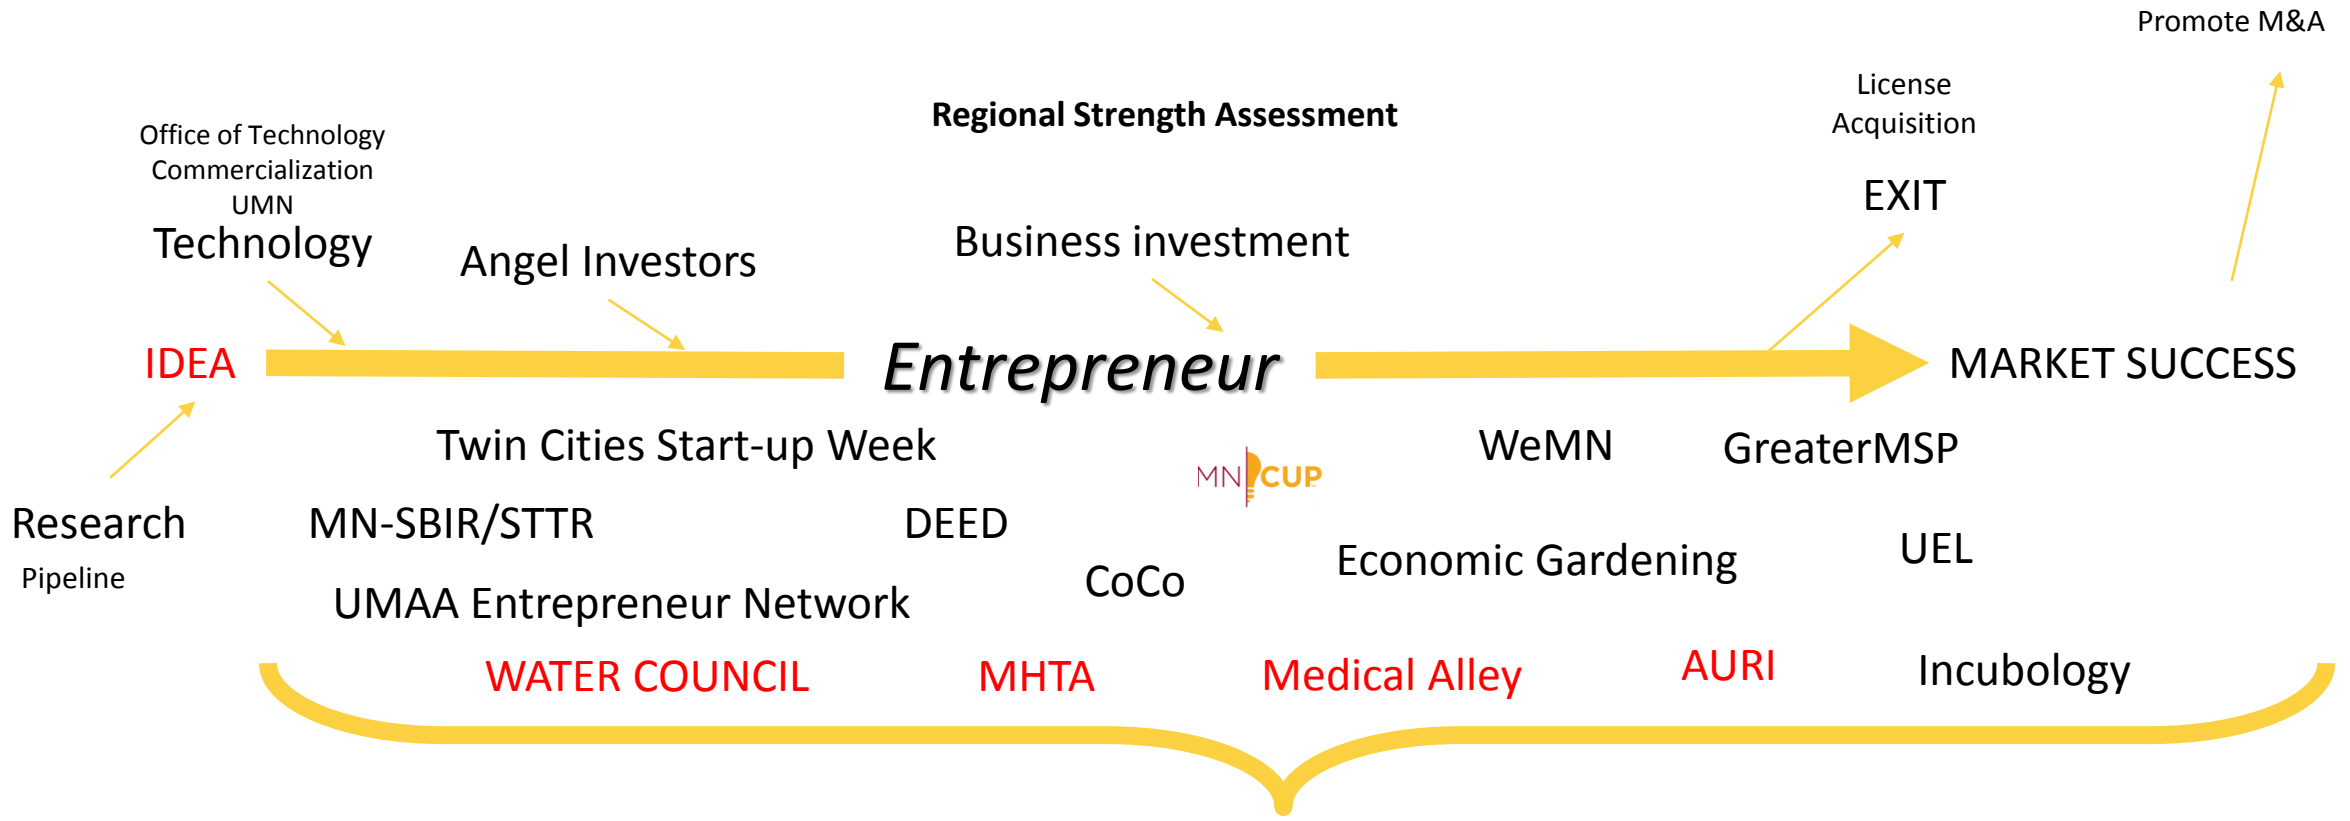 Promote M&A
License
Acquisition
Regional Strength Assessment
Office of Technology
Commercialization
UMN
Technology
EXIT
Angel Investors
Business investment
IDEA
Entrepreneur
MARKET SUCCESS
Twin Cities Start-up Week
WeMN
GreaterMSP
MN CUP
Research
Pipeline
MN-SBIR/STTR
DEED
Economic Gardening
UEL
CoCo
UMAA Entrepreneur Network
WATER COUNCIL
MHTA
Medical Alley
AURI
Incubology